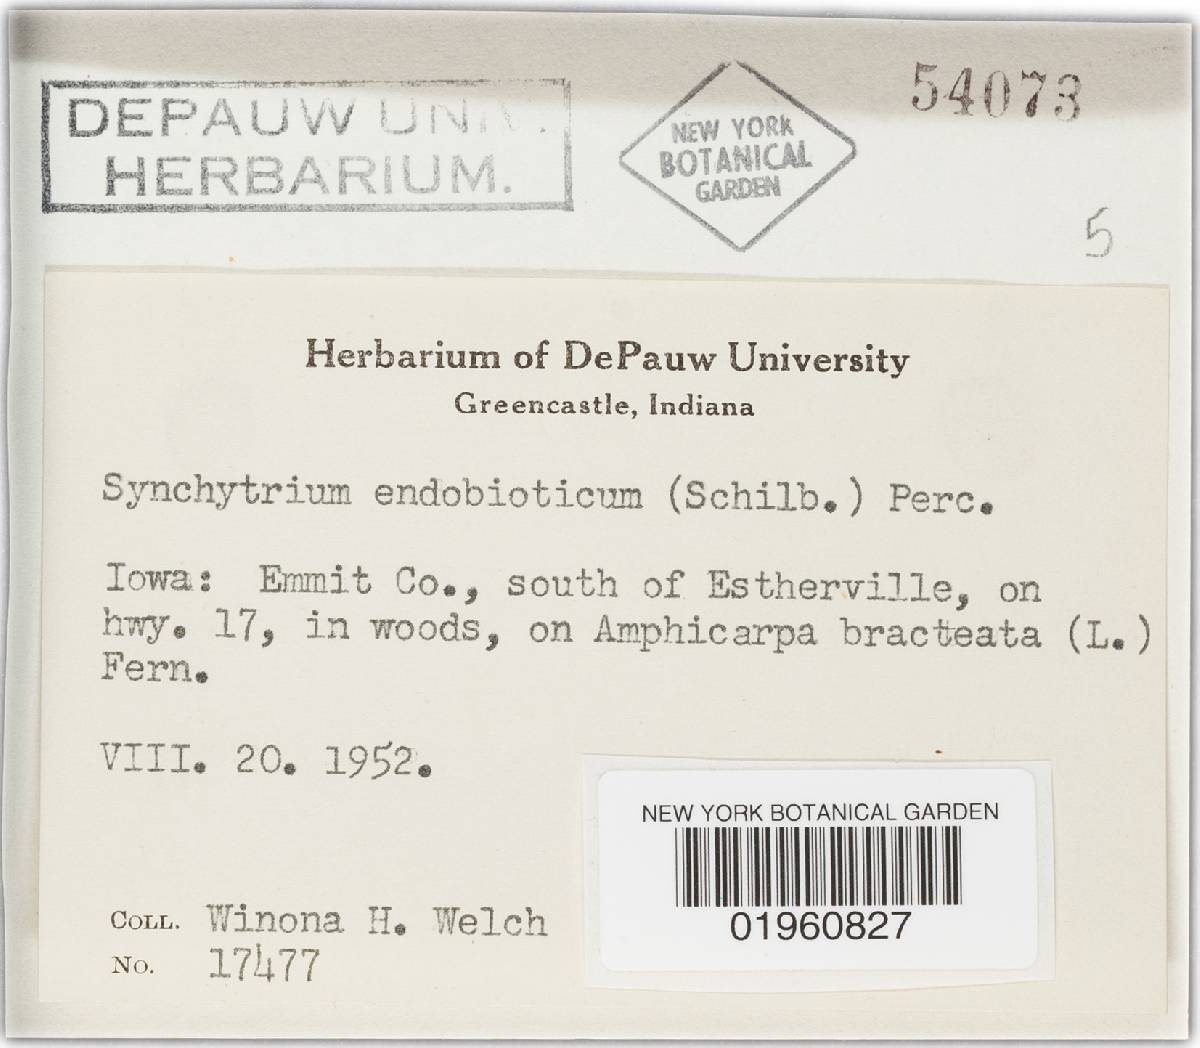 DEPAUW UNIV.
HERBARIUM.
NEW YORK
BOTANICAL
GARDEN
54073
5
Herbarium of DePauw University
Greencastle, Indiana
Synchytrium endobioticum (Schilb.) Perc.
Iowa: Emmit Co., south of Estherville, on
hwy. 17, in woods, on Amphicarpa bracteata (L.)
Fern.
VIII. 20. 1952.
NEW YORK BOTANICAL GARDEN
01960827
COLL. Winona H. Welch
NO. 17477